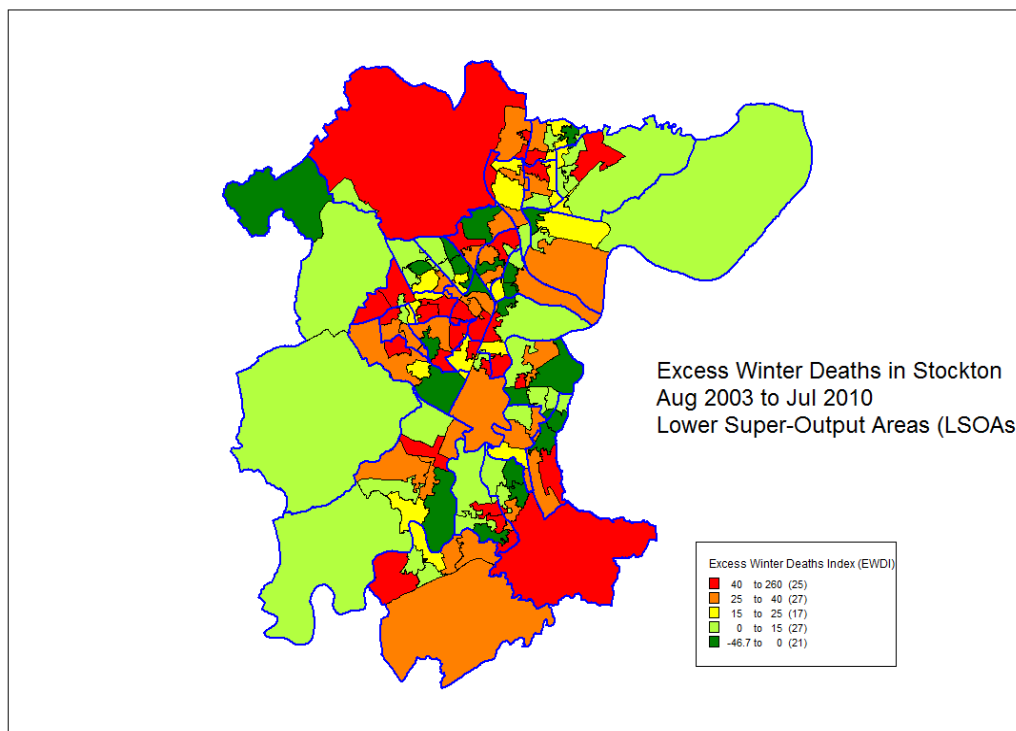 Excess Winter Deaths in Stockton
Aug 2003 to Jul 2010
Lower Super-Output Areas (LSOAs
Excess Winter Deaths Index (EWDI)
40 to 260 (25)
25 to 40 (27)
15 to 25 (17)
0 to 15 (27)
-46.7 to 0 (21)